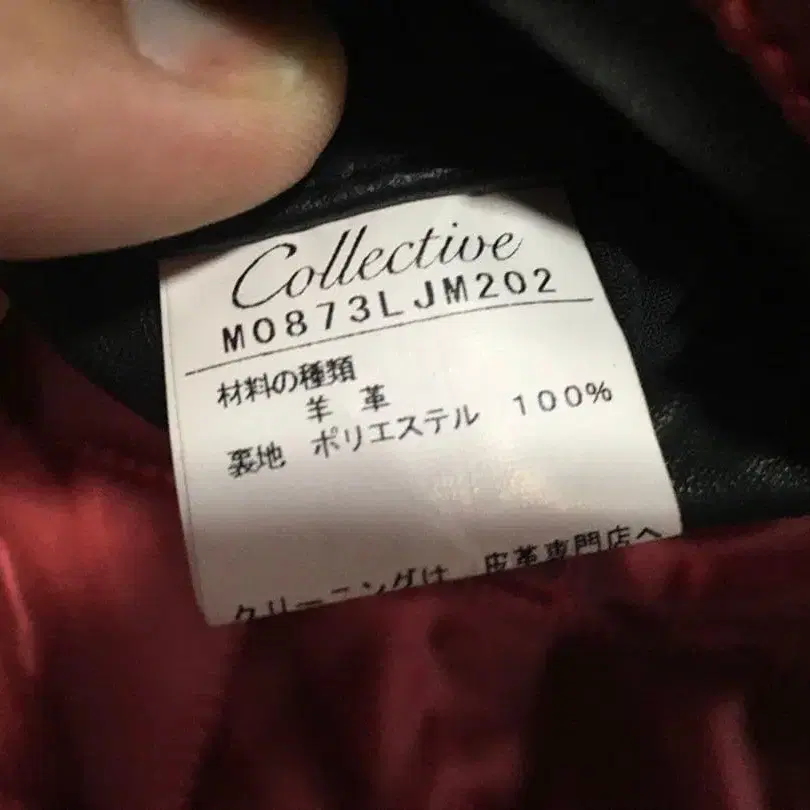 Collective
M0873LJM202
材料の種類
羊 革
裏地 ポリエステル 100%
クリーニングは 皮革専門店へ